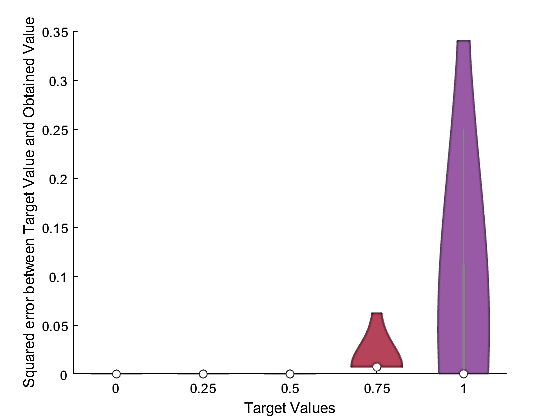 Squared error between Target Value and Obtained Value
0.35
0.3
0.25
0.2
0.15
0.1
0.05
0
0 0.25 0.5 0.75 1
Target Values